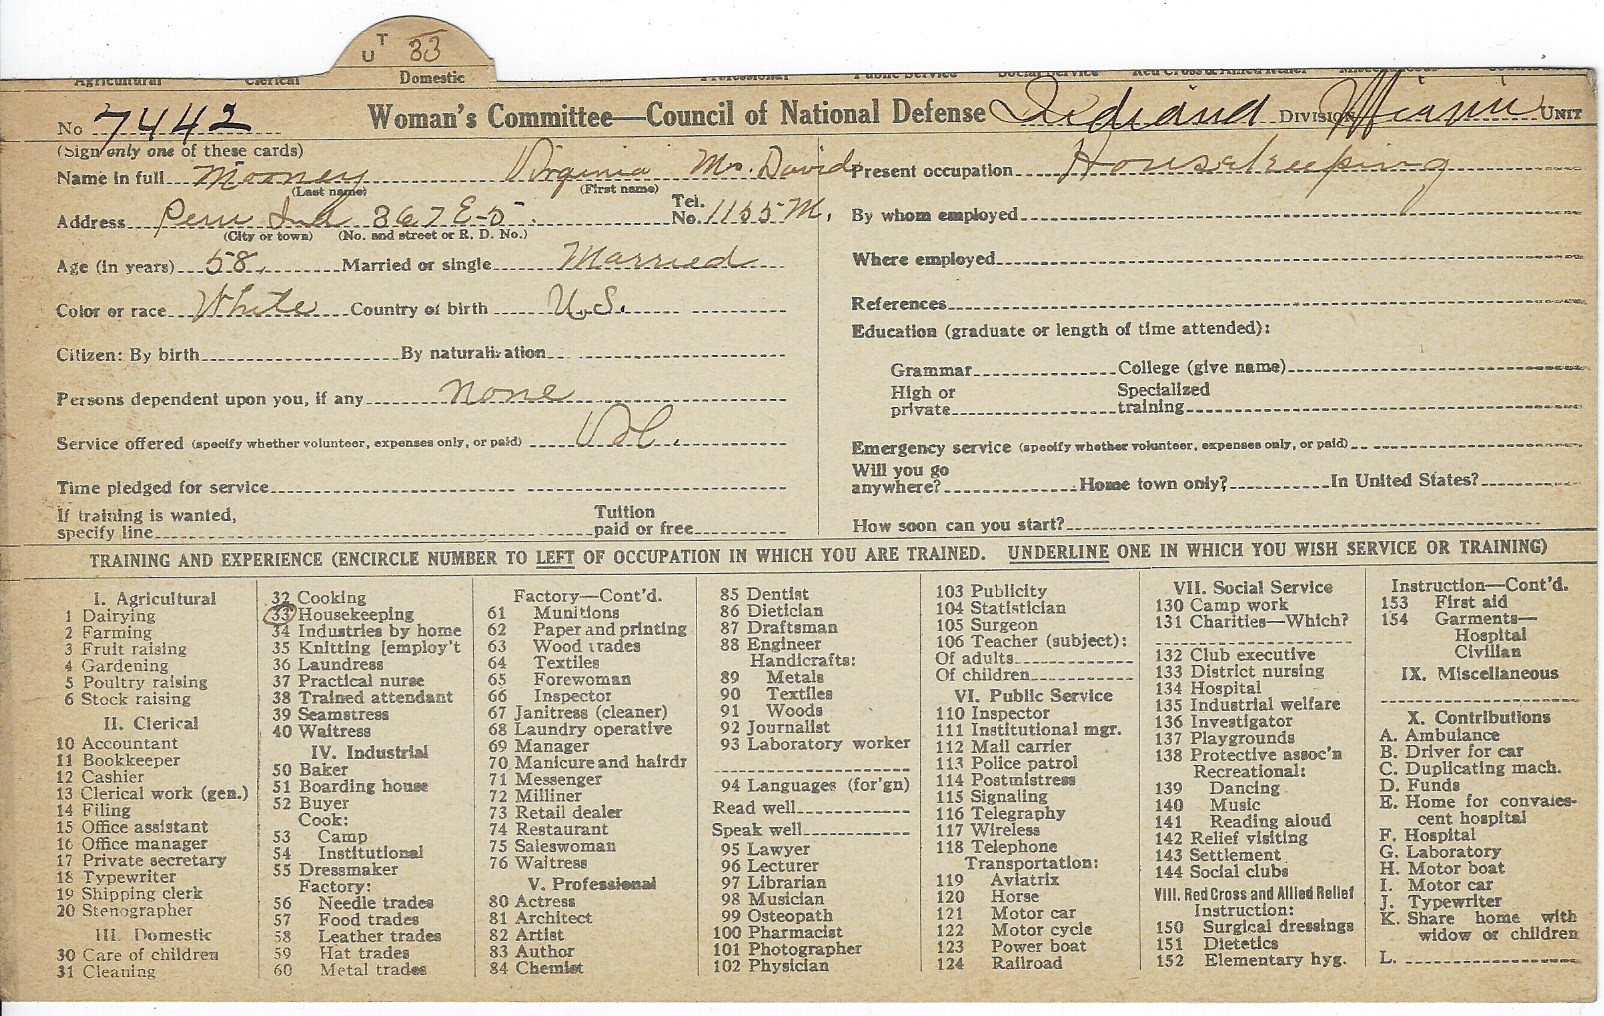 U T 33
Agricultural Clerical Domestic Professional Public Service Social Service Red Cross & Allied Relief Miscellaneous
No 7442 Woman's Committee—Council of National Defense Indiana DIVISION Miami UNIT
(Sign only one of these cards)
Name in full Mooney Virginia Mrs. David
(Last name) (First name)
Address Peru Ind 367 E-5 Tel. No. 1155 M.
(City or town) (No. and street or R. D. No.)
Age (in years) 58. Married or single Married
Color or race White Country of birth U.S.
Citizen: By birth By naturalization
Persons dependent upon you, if any none
Service offered (specify whether volunteer, expenses only, or paid) Vol.
Time pledged for service
If training is wanted,
specify line
Tuition
paid or free
Present occupation Housekeeping
By whom employed
Where employed
References
Education (graduate or length of time attended):
Grammar College (give name)
High or
private
Specialized
training
Emergency service (specify whether volunteer, expenses only, or paid)
Will you go
anywhere? Home town only? In United States?
How soon can you start?
TRAINING AND EXPERIENCE (ENCIRCLE NUMBER TO LEFT OF OCCUPATION IN WHICH YOU ARE TRAINED. UNDERLINE ONE IN WHICH YOU WISH SERVICE OR TRAINING)
I. Agricultural
1 Dairying
2 Farming
3 Fruit raising
4 Gardening
5 Poultry raising
6 Stock raising
II. Clerical
10 Accountant
11 Bookkeeper
12 Cashier
13 Clerical work (gen.)
14 Filing
15 Office assistant
16 Office manager
17 Private secretary
18 Typewriter
19 Shipping clerk
20 Stenographer
III. Domestic
30 Care of children
31 Cleaning
32 Cooking
33 Housekeeping
34 Industries by home
35 Knitting [employ't
36 Laundress
37 Practical nurse
38 Trained attendant
39 Seamstress
40 Waitress
IV. Industrial
50 Baker
51 Boarding house
52 Buyer
Cook:
53 Camp
54 Institutional
55 Dressmaker
Factory:
56 Needle trades
57 Food trades
58 Leather trades
59 Hat trades
60 Metal trades
Factory—Cont'd.
61 Munitions
62 Paper and printing
63 Wood trades
64 Textiles
65 Forewoman
66 Inspector
67 Janitress (cleaner)
68 Laundry operative
69 Manager
70 Manicure and hairdr
71 Messenger
72 Milliner
73 Retail dealer
74 Restaurant
75 Saleswoman
76 Waitress
V. Professional
80 Actress
81 Architect
82 Artist
83 Author
84 Chemist
85 Dentist
86 Dietician
87 Draftsman
88 Engineer
Handicrafts:
89 Metals
90 Textiles
91 Woods
92 Journalist
93 Laboratory worker
94 Languages (for'gn)
Read well
Speak well
95 Lawyer
96 Lecturer
97 Librarian
98 Musician
99 Osteopath
100 Pharmacist
101 Photographer
102 Physician
103 Publicity
104 Statistician
105 Surgeon
106 Teacher (subject):
Of adults
Of children
VI. Public Service
110 Inspector
111 Institutional mgr.
112 Mail carrier
113 Police patrol
114 Postmistress
115 Signaling
116 Telegraphy
117 Wireless
118 Telephone
Transportation:
119 Aviatrix
120 Horse
121 Motor car
122 Motor cycle
123 Power boat
124 Railroad
VII. Social Service
130 Camp work
131 Charities—Which?
132 Club executive
133 District nursing
134 Hospital
135 Industrial welfare
136 Investigator
137 Playgrounds
138 Protective assoc'n
Recreational:
139 Dancing
140 Music
141 Reading aloud
142 Relief visiting
143 Settlement
144 Social clubs
VIII. Red Cross and Allied Relief
Instruction:
150 Surgical dressings
151 Dietetics
152 Elementary hyg.
Instruction—Cont'd.
153 First aid
154 Garments—
Hospital
Civilian
IX. Miscellaneous
X. Contributions
A. Ambulance
B. Driver for car
C. Duplicating mach.
D. Funds
E. Home for convales-
cent hospital
F. Hospital
G. Laboratory
H. Motor boat
I. Motor car
J. Typewriter
K. Share home with
widow or children
L.